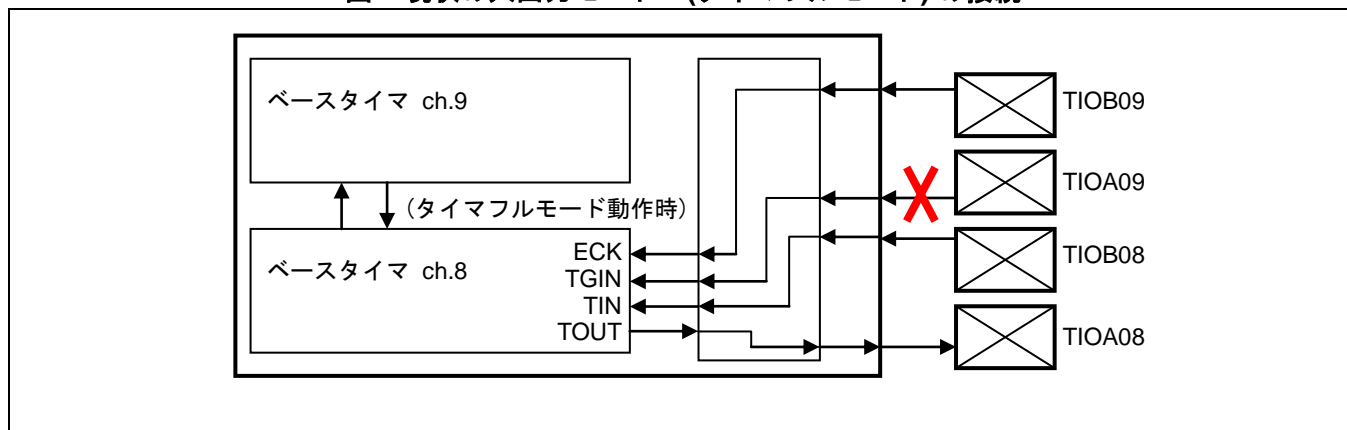 ベースタイマ ch.9
TIOB09
TIOA09
(タイマフルモード動作時)
TIOB08
ベースタイマ ch.8
ECK
TGIN
TIN
TOUT
TIOA08